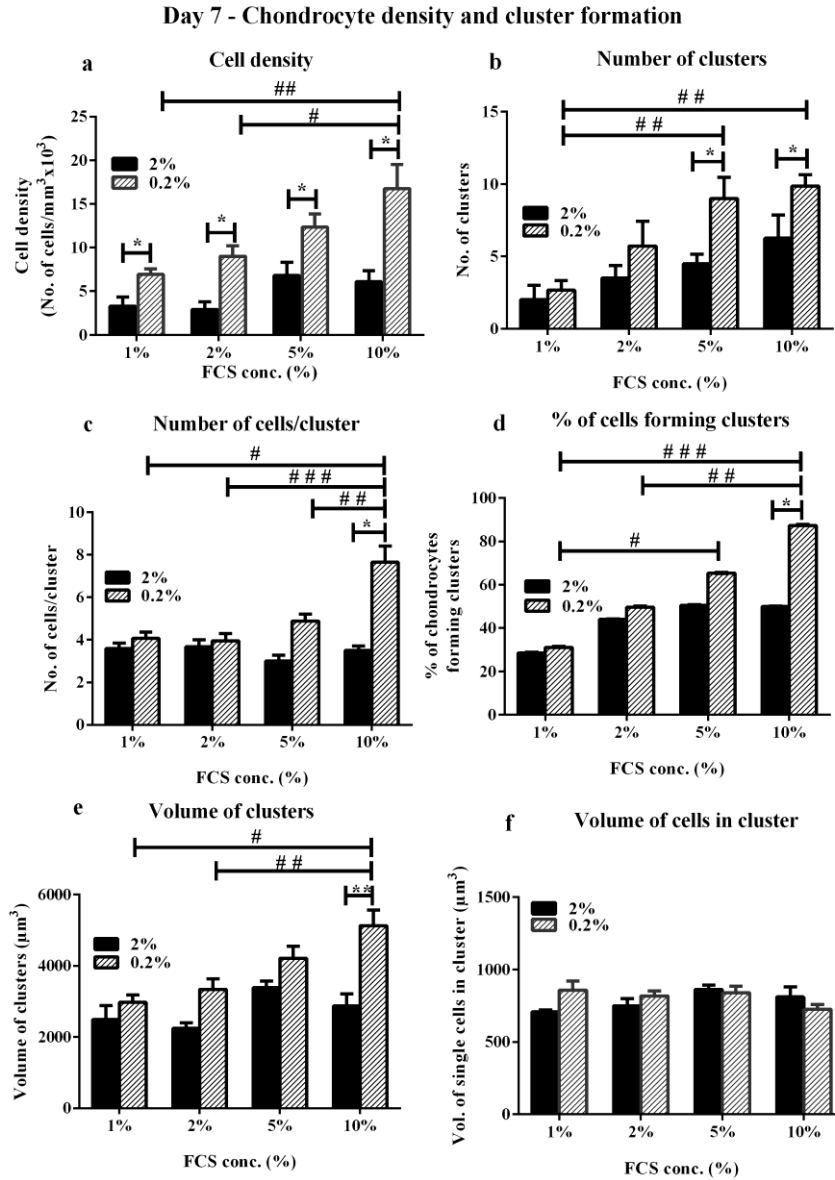 Day 7 - Chondrocyte density and cluster formation
a
Cell density
##
#
*
*
*
*
2%
0.2%
Cell density
(No. of cells/mm³x10³)
25
20
15
10
5
0
1% 2% 5% 10%
FCS conc. (%)
b
Number of clusters
# #
# #
*
*
2%
0.2%
No. of clusters
15
10
5
0
1% 2% 5% 10%
FCS conc. (%)
c
Number of cells/cluster
#
# # #
# #
*
2%
0.2%
No. of cells/cluster
10
8
6
4
2
0
1% 2% 5% 10%
FCS conc. (%)
d
% of cells forming clusters
# # #
# #
*
#
2%
0.2%
% of chondrocytes
forming clusters
100
80
60
40
20
0
1% 2% 5% 10%
FCS conc. (%)
e
Volume of clusters
#
# #
**
2%
0.2%
Volume of clusters (µm³)
6000
4000
2000
0
1% 2% 5% 10%
FCS conc. (%)
f
Volume of cells in cluster
2%
0.2%
Vol. of single cells in cluster (µm³)
1500
1000
500
0
1% 2% 5% 10%
FCS conc. (%)